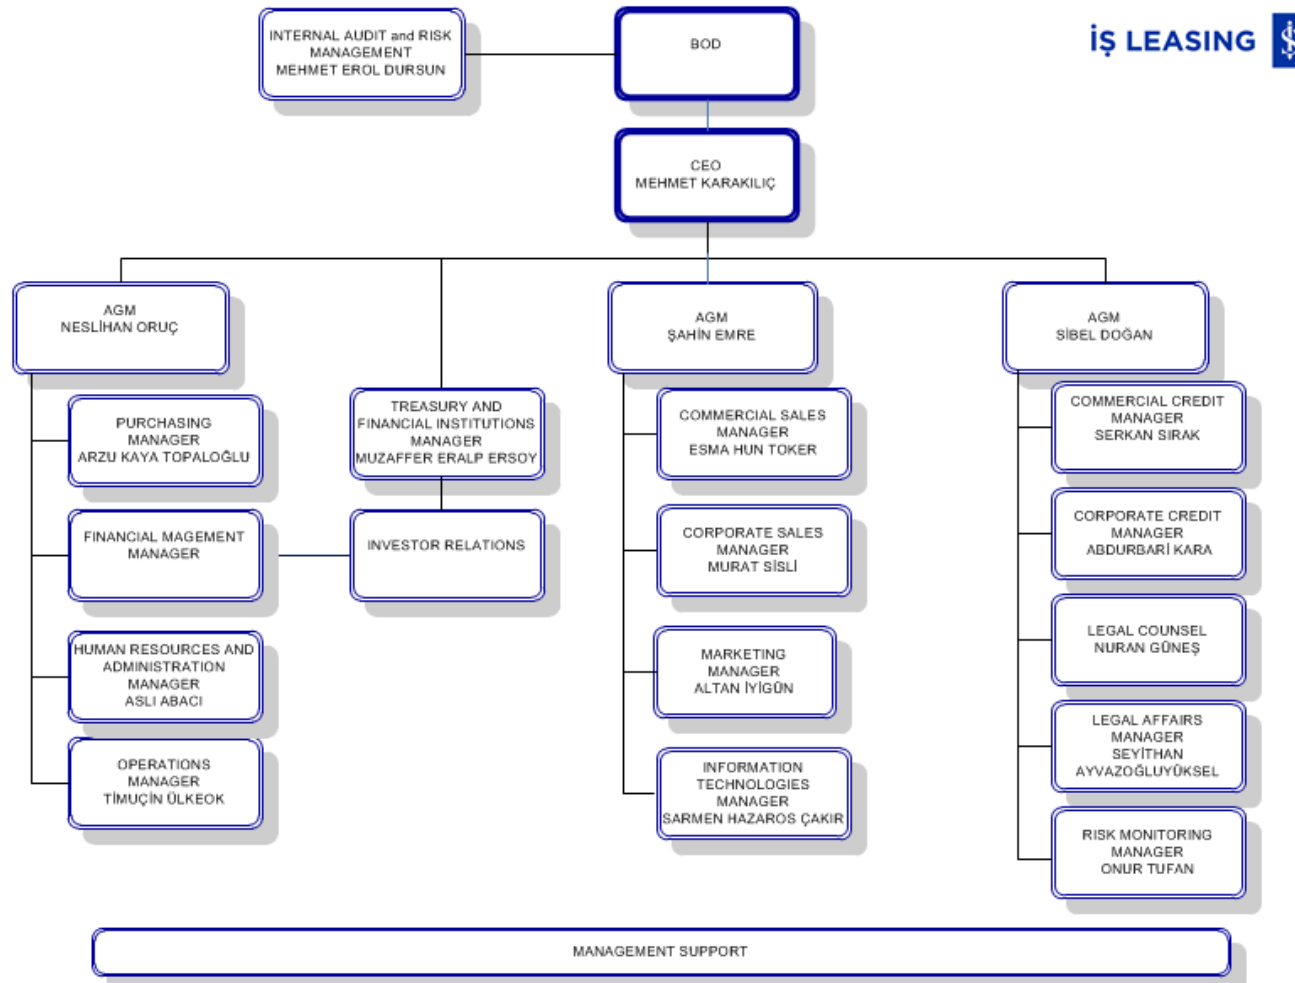 INTERNAL AUDIT and RISK
MANAGEMENT
MEHMET EROL DURSUN
BOD
İŞ LEASING
CEO
MEHMET KARAKILIÇ
AGM
NESLİHAN ORUÇ
AGM
ŞAHİN EMRE
AGM
SİBEL DOĞAN
PURCHASING
MANAGER
ARZU KAYA TOPALOĞLU
TREASURY AND
FINANCIAL INSTITUTIONS
MANAGER
MUZAFFER ERALP ERSOY
COMMERCIAL SALES
MANAGER
ESMA HUN TOKER
COMMERCIAL CREDIT
MANAGER
SERKAN SIRAK
FINANCIAL MAGEMENT
MANAGER
INVESTOR RELATIONS
CORPORATE SALES
MANAGER
MURAT SİSLİ
CORPORATE CREDIT
MANAGER
ABDURBARİ KARA
HUMAN RESOURCES AND
ADMINISTRATION
MANAGER
ASLI ABACI
MARKETING
MANAGER
ALTAN İYİGÜN
LEGAL COUNSEL
NURAN GÜNEŞ
OPERATIONS
MANAGER
TİMUÇİN ÜLKEOK
INFORMATION
TECHNOLOGIES
MANAGER
SARMEN HAZAROS ÇAKIR
LEGAL AFFAIRS
MANAGER
SEYİTHAN
AYVAZOĞLUYÜKSEL
RISK MONITORING
MANAGER
ONUR TUFAN
MANAGEMENT SUPPORT